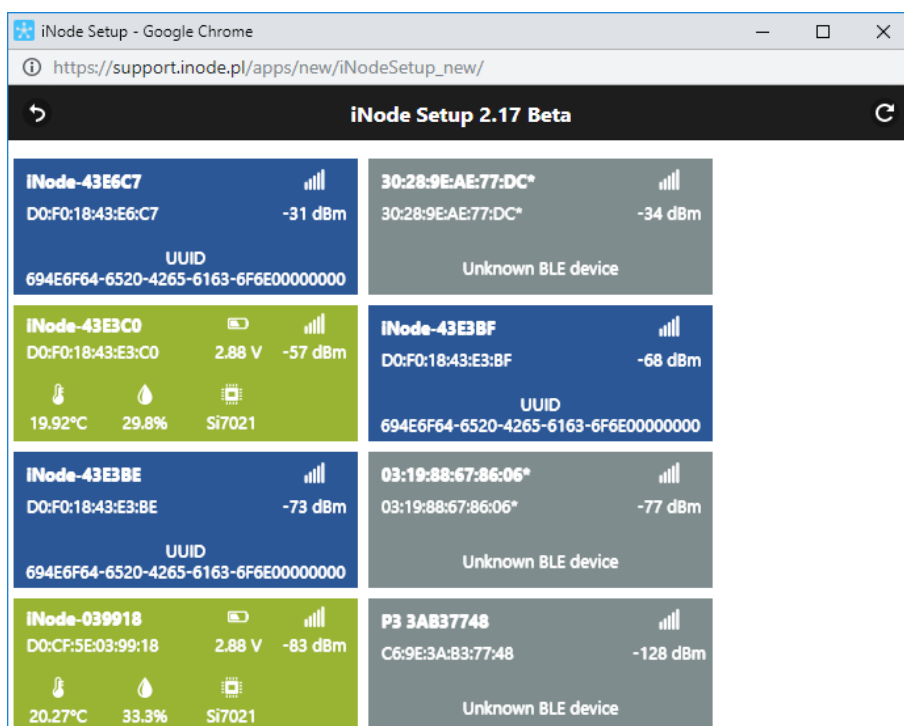 iNode Setup - Google Chrome
https://support.inode.pl/apps/new/iNodeSetup_new/
iNode Setup 2.17 Beta
iNode-43E6C7
D0:F0:18:43:E6:C7 -31 dBm
UUID
694E6F64-6520-4265-6163-6F6E00000000
30:28:9E:AE:77:DC*
30:28:9E:AE:77:DC* -34 dBm
Unknown BLE device
iNode-43E3C0
D0:F0:18:43:E3:C0 2.88 V -57 dBm
19.92°C 29.8% Si7021
iNode-43E3BF
D0:F0:18:43:E3:BF -68 dBm
UUID
694E6F64-6520-4265-6163-6F6E00000000
iNode-43E3BE
D0:F0:18:43:E3:BE -73 dBm
UUID
694E6F64-6520-4265-6163-6F6E00000000
03:19:88:67:86:06*
03:19:88:67:86:06* -77 dBm
Unknown BLE device
iNode-039918
D0:CF:5E:03:99:18 2.88 V -83 dBm
20.27°C 33.3% Si7021
P3 3AB37748
C6:9E:3A:B3:77:48 -128 dBm
Unknown BLE device